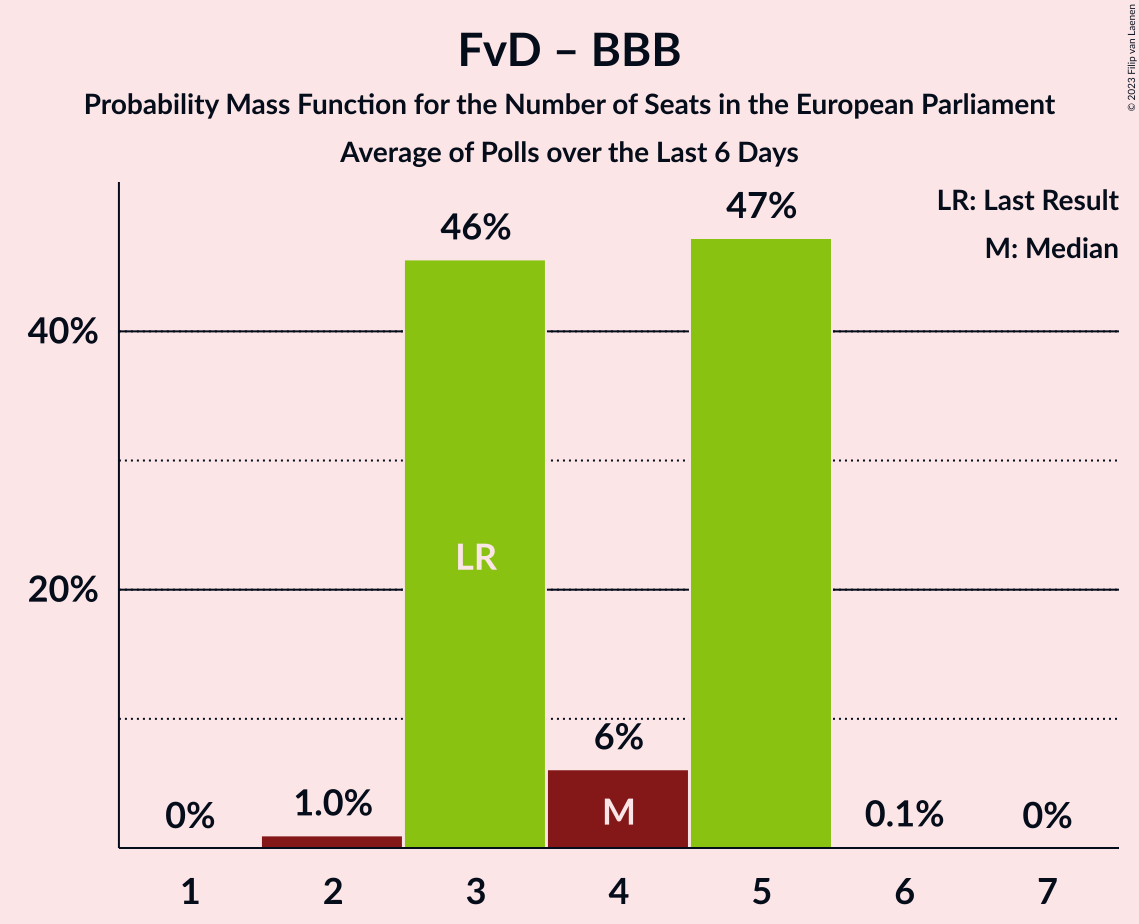 FvD – BBB
Probability Mass Function for the Number of Seats in the European Parliament
Average of Polls over the Last 6 Days
© 2023 Filip van Laenen
LR: Last Result
M: Median
47%
46%
40%
LR
20%
6%
M
0%
1.0%
0.1%
0%
1 2 3 4 5 6 7